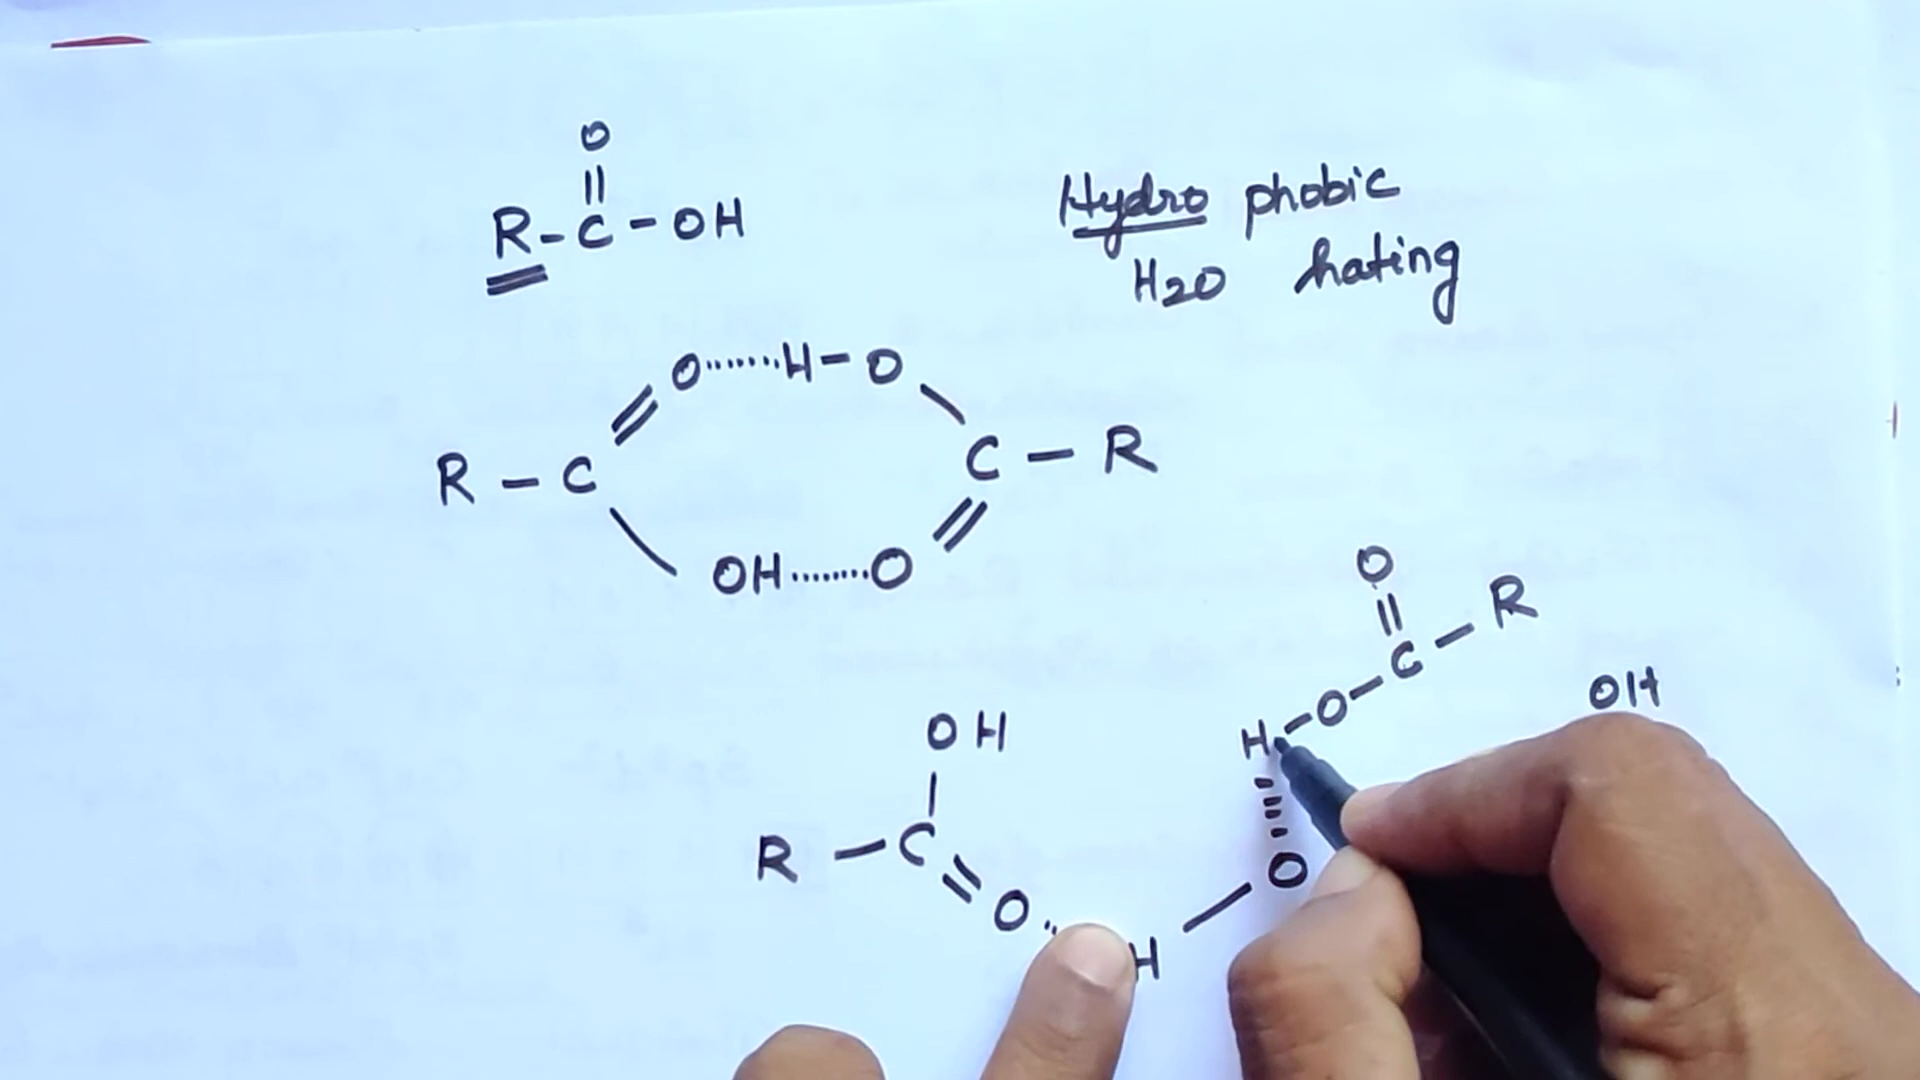 O
||
R-C-OH
Hydro phobic
H2O hating
O.......H-O
R-C
C-R
OH.......O
O
||
C-R
H-O
OH
OH
|
R-C
O
O..
H